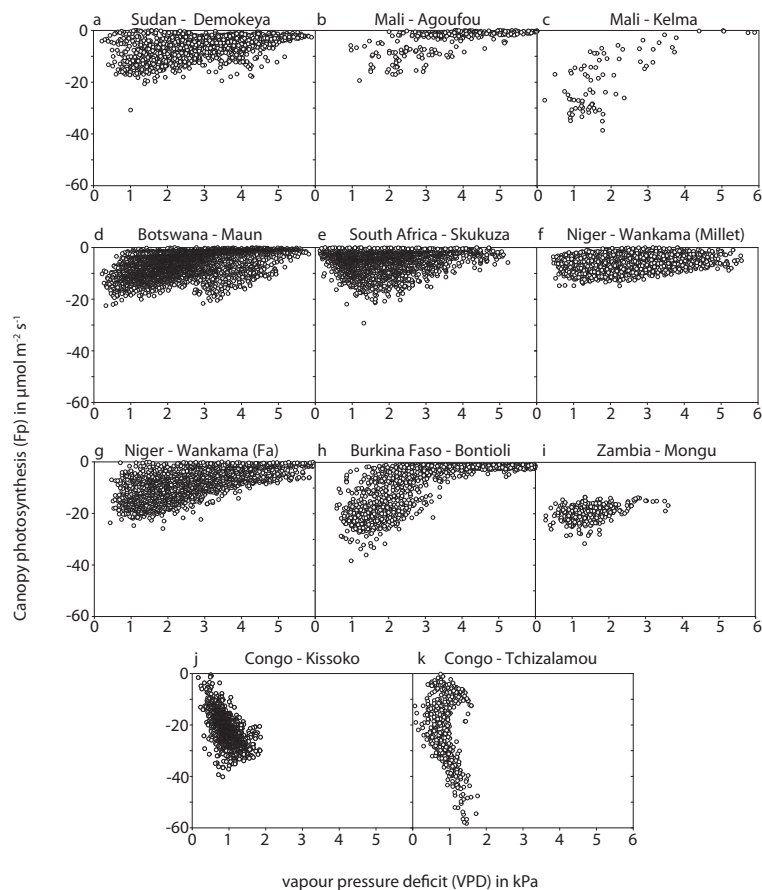 a Sudan - Demokeya b Mali - Agoufou c Mali - Kelma
0
-20
-40
-60
0 1 2 3 4 5 0 1 2 3 4 5 0 1 2 3 4 5 6
d Botswana - Maun e South Africa - Skukuza f Niger - Wankama (Millet)
0
-20
-40
-60
0 1 2 3 4 5 0 1 2 3 4 5 0 1 2 3 4 5 6
g Niger - Wankama (Fa) h Burkina Faso - Bontioli i Zambia - Mongu
0
-20
-40
-60
0 1 2 3 4 5 0 1 2 3 4 5 0 1 2 3 4 5 6
j Congo - Kissoko k Congo - Tchizalamou
0
-20
-40
-60
0 1 2 3 4 5 0 1 2 3 4 5 6
Canopy photosynthesis (Fp) in μmol m⁻² s⁻¹
vapour pressure deficit (VPD) in kPa